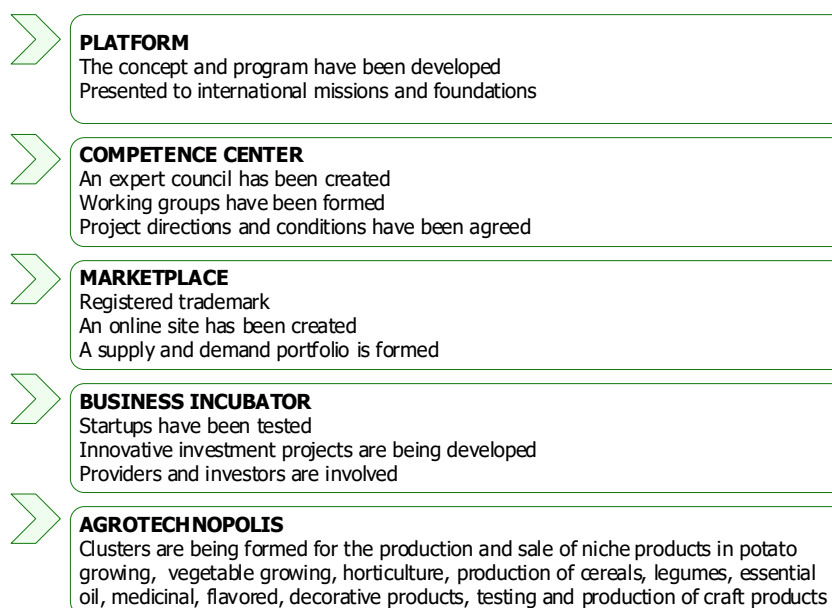 PLATFORM
The concept and program have been developed
Presented to international missions and foundations
COMPETENCE CENTER
An expert council has been created
Working groups have been formed
Project directions and conditions have been agreed
MARKETPLACE
Registered trademark
An online site has been created
A supply and demand portfolio is formed
BUSINESS INCUBATOR
Startups have been tested
Innovative investment projects are being developed
Providers and investors are involved
AGROTECHNOPOLIS
Clusters are being formed for the production and sale of niche products in potato
growing, vegetable growing, horticulture, production of cereals, legumes, essential
oil, medicinal, flavored, decorative products, testing and production of craft products